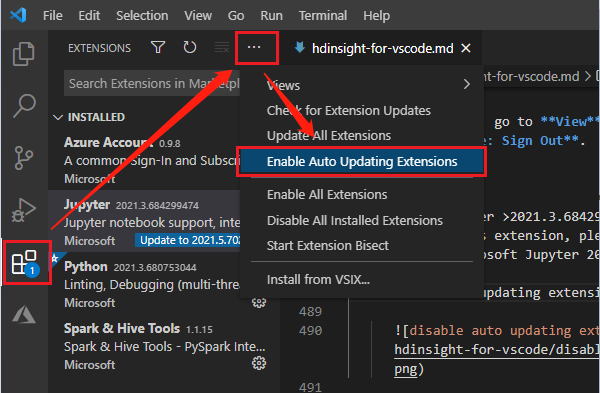 File Edit Selection View Go Run Terminal Help
EXTENSIONS
hdinsight-for-vscode.md
Search Extensions in Marketpl
ng-for-vscode.md
Views
Check for Extension Updates
Update All Extensions
Enable Auto Updating Extensions
Enable All Extensions
Disable All Installed Extensions
Start Extension Bisect
Install from VSIX...
INSTALLED
Azure Account 0.9.8
A common Sign-In and Subscri
Microsoft
Jupyter 2021.3.684299474
Jupyter notebook support, inte
Microsoft Update to 2021.5.702
Python 2021.3.680753044
Linting, Debugging (multi-thre
Microsoft
Spark & Hive Tools 1.1.15
Spark & Hive Tools - PySpark Inte...
Microsoft
1
go to **View**
e: Sign Out**.
er >2021.3.6842
s extension, ple
osoft Jupyter 20
updating extensi
489
490 ![disable auto updating ext
hdinsight-for-vscode/disabl
png)
491